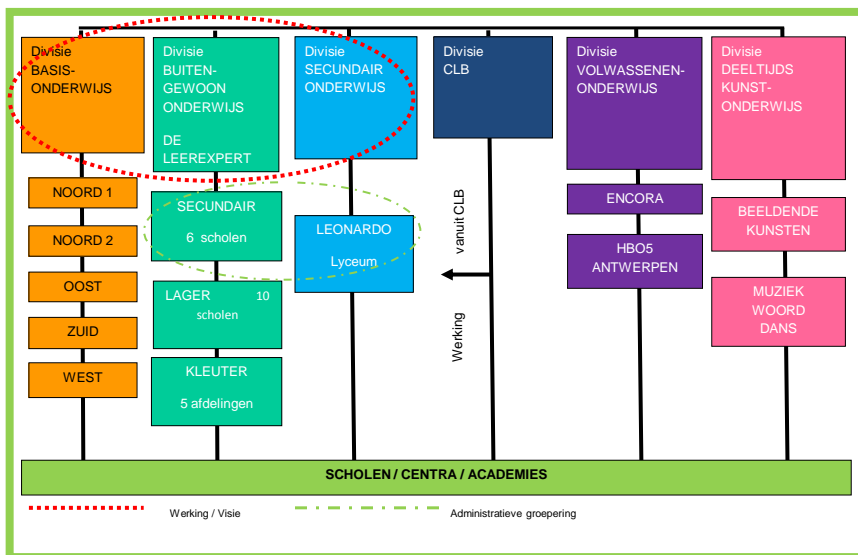 Divisie
BASIS-
ONDERWIJS
Divisie
BUITEN-
GEWOON
ONDERWIJS
DE
LEEREXPERT
Divisie
SECUNDAIR
ONDERWIJS
Divisie
CLB
Divisie
VOLWASSENEN-
ONDERWIJS
Divisie
DEELTIJDS
KUNST-
ONDERWIJS
NOORD 1
NOORD 2
OOST
ZUID
WEST
SECUNDAIR
6 scholen
LAGER 10
scholen
KLEUTER
5 afdelingen
LEONARDO
Lyceum
Werking vanuit CLB
ENCORA
HBO5
ANTWERPEN
BEELDENDE
KUNSTEN
MUZIEK
WOORD
DANS
SCHOLEN / CENTRA / ACADEMIES
Werking / Visie
Administratieve groepering